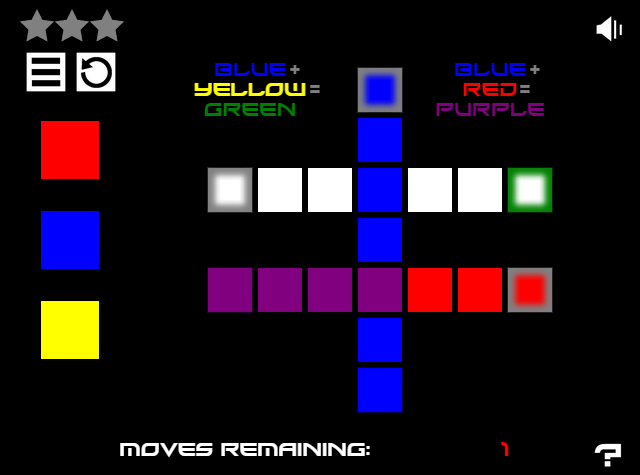 BLUE+
YELLOW=
GREEN
BLUE+
RED=
PURPLE
MOVES REMAINING: 1
?